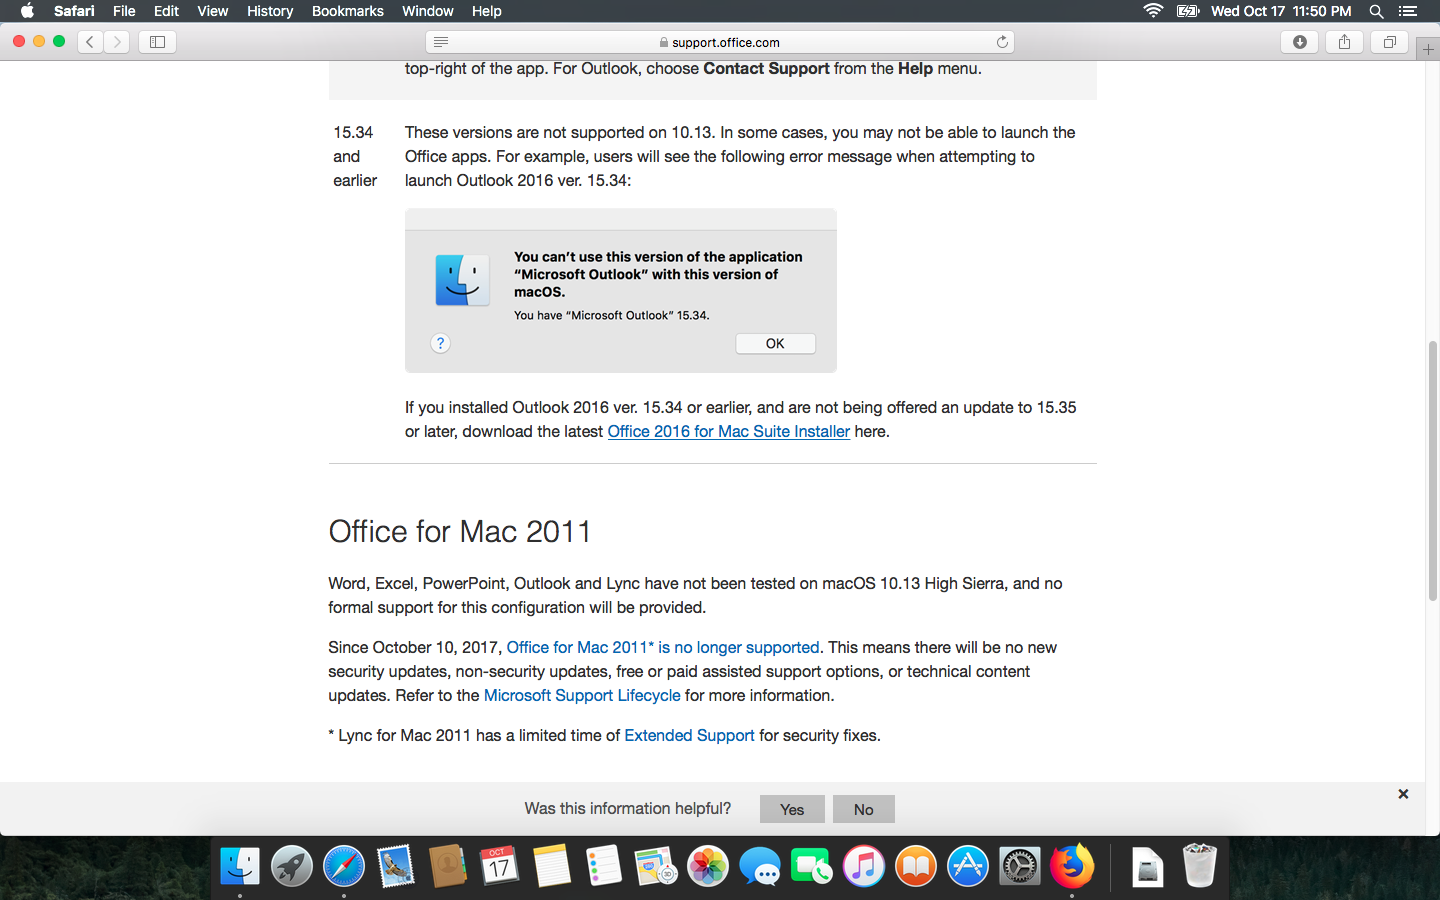 Safari File Edit View History Bookmarks Window Help Wed Oct 17 11:50 PM
support.office.com
top-right of the app. For Outlook, choose Contact Support from the Help menu.
15.34 and earlier
These versions are not supported on 10.13. In some cases, you may not be able to launch the
Office apps. For example, users will see the following error message when attempting to
launch Outlook 2016 ver. 15.34:
You can't use this version of the application
“Microsoft Outlook” with this version of
macOS.
You have “Microsoft Outlook” 15.34.
?
OK
If you installed Outlook 2016 ver. 15.34 or earlier, and are not being offered an update to 15.35
or later, download the latest Office 2016 for Mac Suite Installer here.
Office for Mac 2011
Word, Excel, PowerPoint, Outlook and Lync have not been tested on macOS 10.13 High Sierra, and no
formal support for this configuration will be provided.
Since October 10, 2017, Office for Mac 2011* is no longer supported. This means there will be no new
security updates, non-security updates, free or paid assisted support options, or technical content
updates. Refer to the Microsoft Support Lifecycle for more information.
* Lync for Mac 2011 has a limited time of Extended Support for security fixes.
Was this information helpful? Yes No
OCT
17
3D